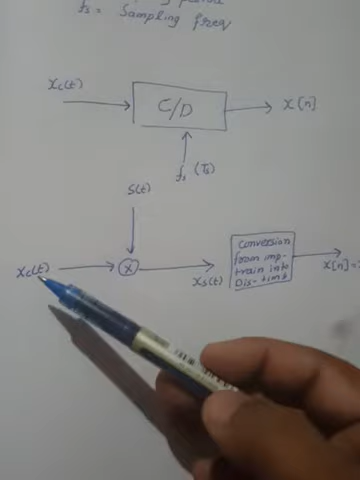 fs = Sampling freq
xc(t)
C/D
x[n]
fs (Ts)
s(t)
xc(t)
x
xs(t)
Conversion
from imp-
train into
Dis-time
x[n]=